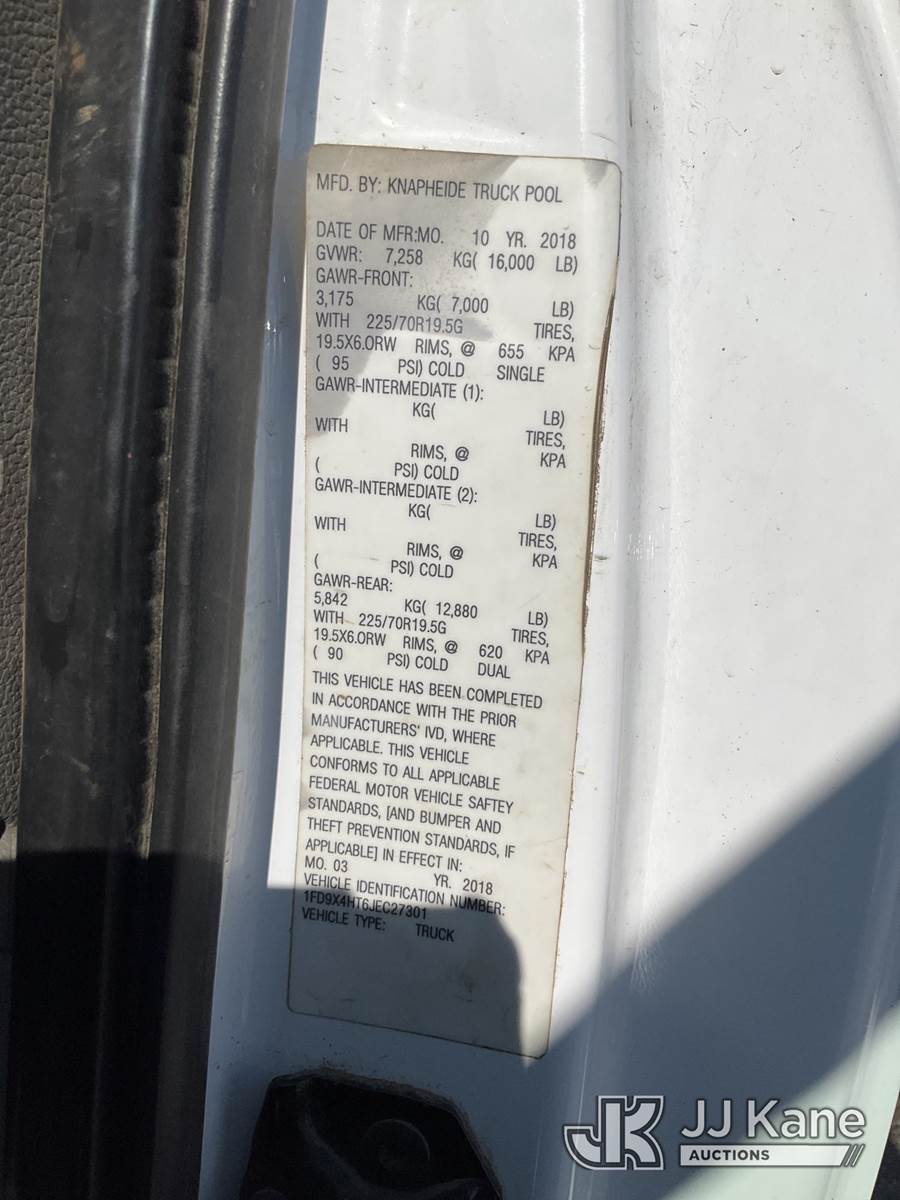 MFD. BY: KNAPHEIDE TRUCK POOL
DATE OF MFR:MO. 10 YR. 2018
GVWR: 7,258 KG( 16,000 LB)
GAWR-FRONT:
3,175 KG( 7,000 LB)
WITH 225/70R19.5G TIRES,
19.5X6.0RW RIMS, @ 655 KPA
( 95 PSI) COLD SINGLE
GAWR-INTERMEDIATE (1):
KG( LB)
WITH TIRES,
RIMS, @ KPA
( PSI) COLD
GAWR-INTERMEDIATE (2):
KG( LB)
WITH TIRES,
RIMS, @ KPA
( PSI) COLD
GAWR-REAR:
5,842 KG( 12,880 LB)
WITH 225/70R19.5G TIRES,
19.5X6.0RW RIMS, @ 620 KPA
( 90 PSI) COLD DUAL
THIS VEHICLE HAS BEEN COMPLETED
IN ACCORDANCE WITH THE PRIOR
MANUFACTURERS' IVD, WHERE
APPLICABLE. THIS VEHICLE
CONFORMS TO ALL APPLICABLE
FEDERAL MOTOR VEHICLE SAFTEY
STANDARDS, [AND BUMPER AND
THEFT PREVENTION STANDARDS, IF
APPLICABLE] IN EFFECT IN:
MO. 03 YR. 2018
VEHICLE IDENTIFICATION NUMBER:
1FD9X4HT6JEC27301
VEHICLE TYPE: TRUCK
JK JJ Kane
AUCTIONS